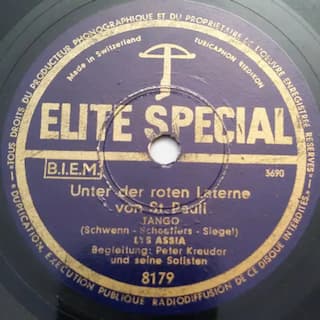 TOUS DROITS DU PRODUCTEUR PHONOGRAPHIQUE ET DU PROPRIETAIRE DE L'OEUVRE ENREGISTREE RESERVES
Made in Switzerland
TURICAPHON RIEDIKON
ELITE SPECIAL
B.I.E.M.
3690
Unter der roten Laterne
von St. Pauli
TANGO
(Schwenn - Schaeffers - Siegel)
LYS ASSIA
Begleitung: Peter Kreuder
und seine Solisten
8179
DUPLICATION, EXECUTION PUBLIQUE RADIODIFFUSION DE CE DISQUE INTERDITES